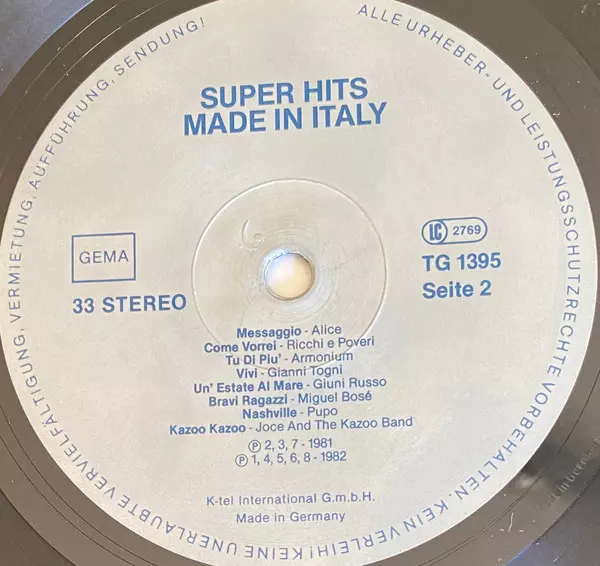 ALLE URHEBER- UND LEISTUNGSSCHUTZRECHTE VORBEHALTEN. KEIN VERLEIH! KEINE UNERLAUBTE VERVIELFÄLTIGUNG, VERMIETUNG, AUFFÜHRUNG, SENDUNG!
SUPER HITS
MADE IN ITALY
GEMA
LC 2769
33 STEREO
TG 1395
Seite 2
Messaggio - Alice
Come Vorrei - Ricchi e Poveri
Tu Di Piu' - Armonium
Vivi - Gianni Togni
Un' Estate Al Mare - Giuni Russo
Bravi Ragazzi - Miguel Bosé
Nashville - Pupo
Kazoo Kazoo - Joce And The Kazoo Band
Ⓟ 2, 3, 7 - 1981
Ⓟ 1, 4, 5, 6, 8 - 1982
K-tel International G.m.b.H.
Made in Germany